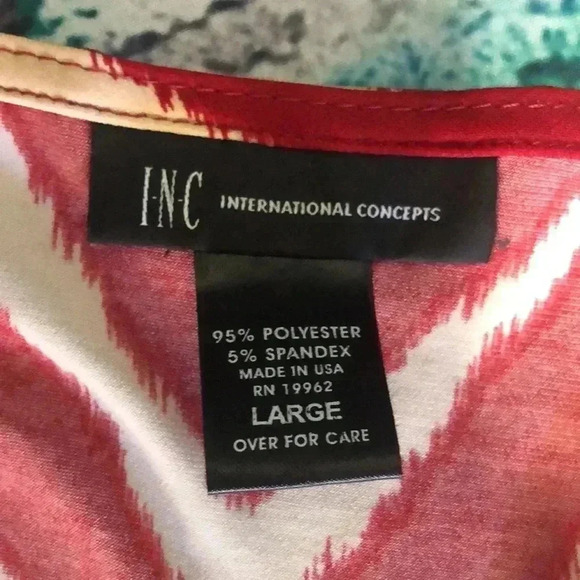 I·N·C INTERNATIONAL CONCEPTS
95% POLYESTER
5% SPANDEX
MADE IN USA
RN 19962
LARGE
OVER FOR CARE